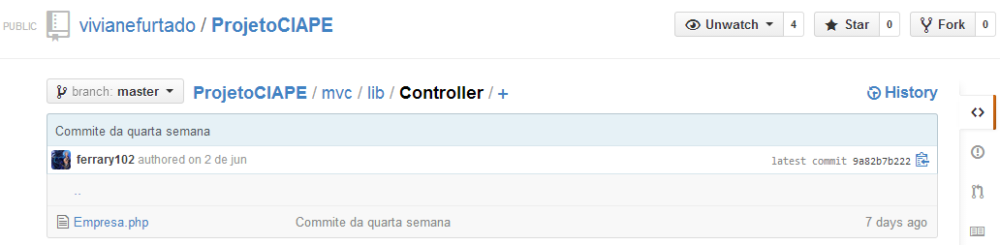 PUBLIC vivianefurtado / ProjetoCIAPE Unwatch 4 Star 0 Fork 0
branch: master ProjetoCIAPE / mvc / lib / Controller / + History
Commite da quarta semana
ferrary102 authored on 2 de jun latest commit 9a82b7b222
..
Empresa.php Commite da quarta semana 7 days ago